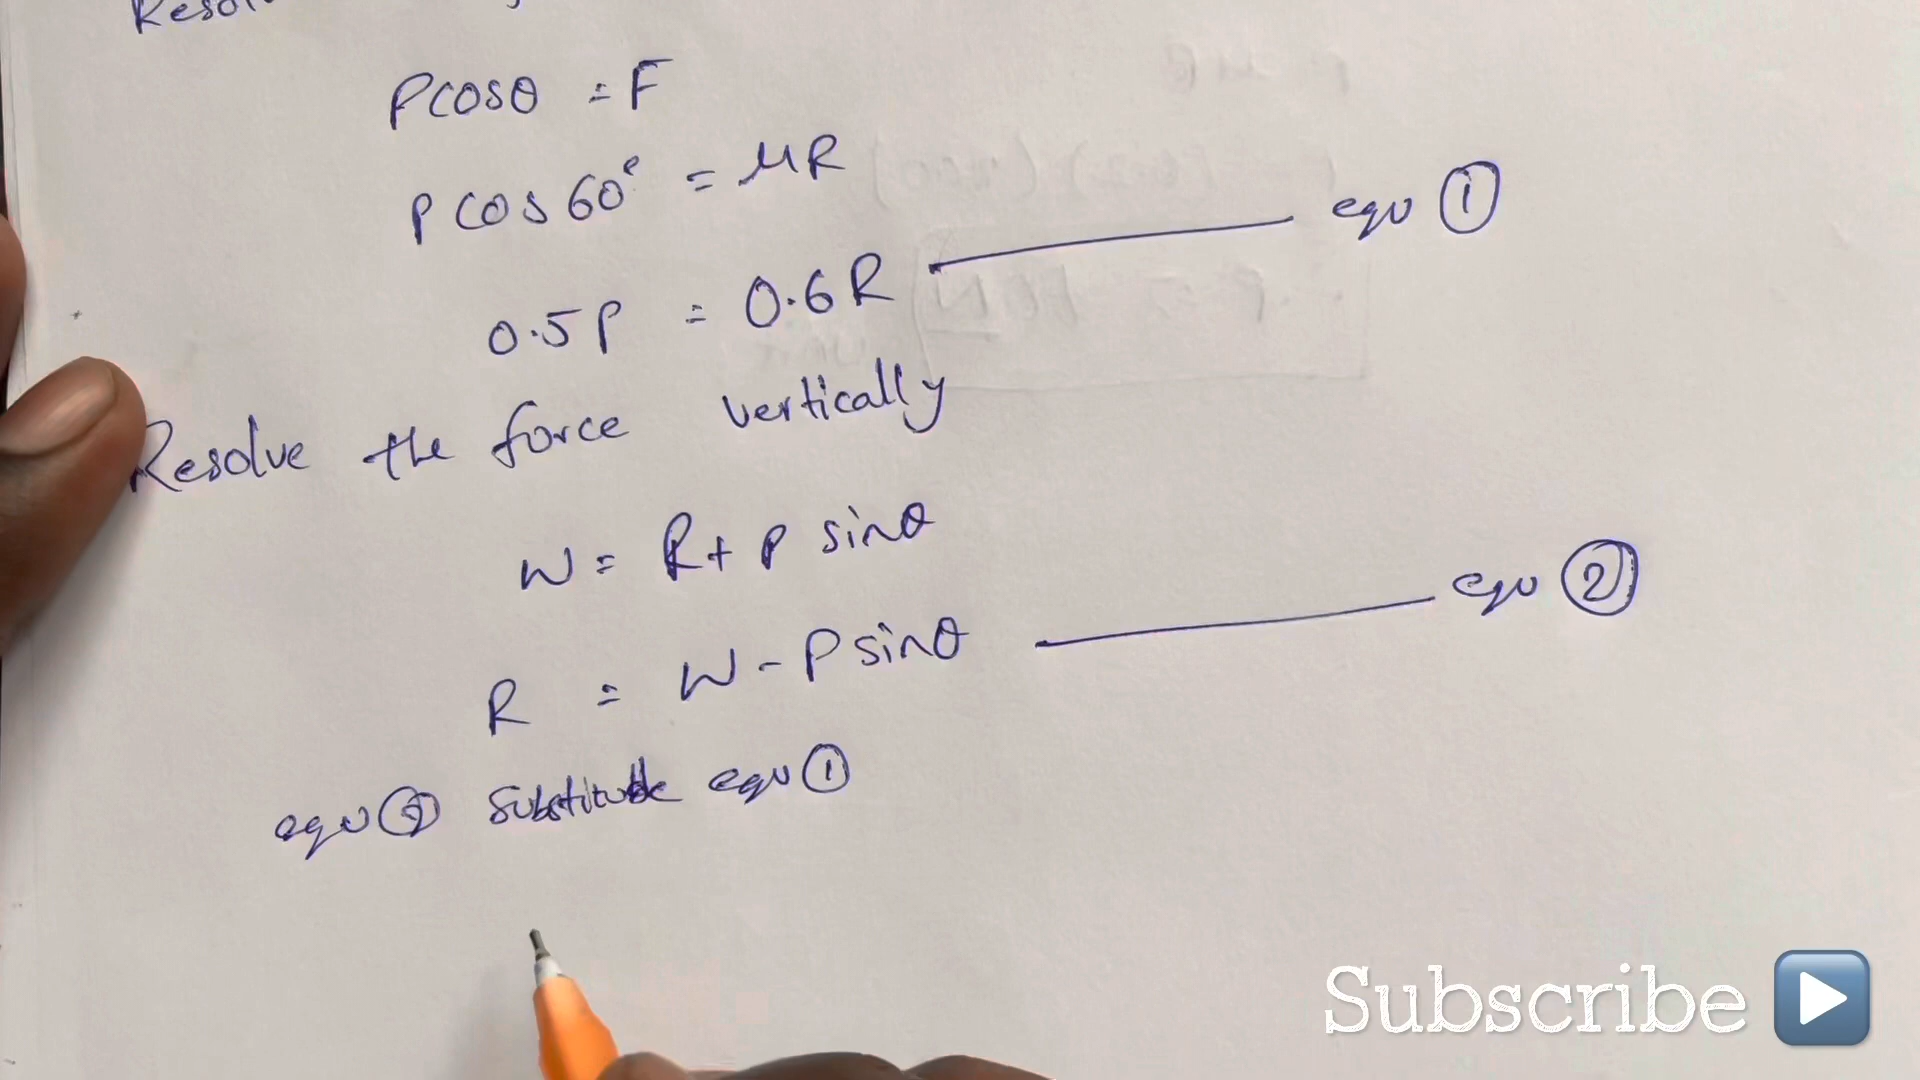 Pcosθ = F
P cos 60° = μR
equ ①
0.5P = 0.6R
Resolve the force vertically
W = R + P sinθ
equ ②
R = W - P sinθ
equ ② substitute equ ①
Subscribe